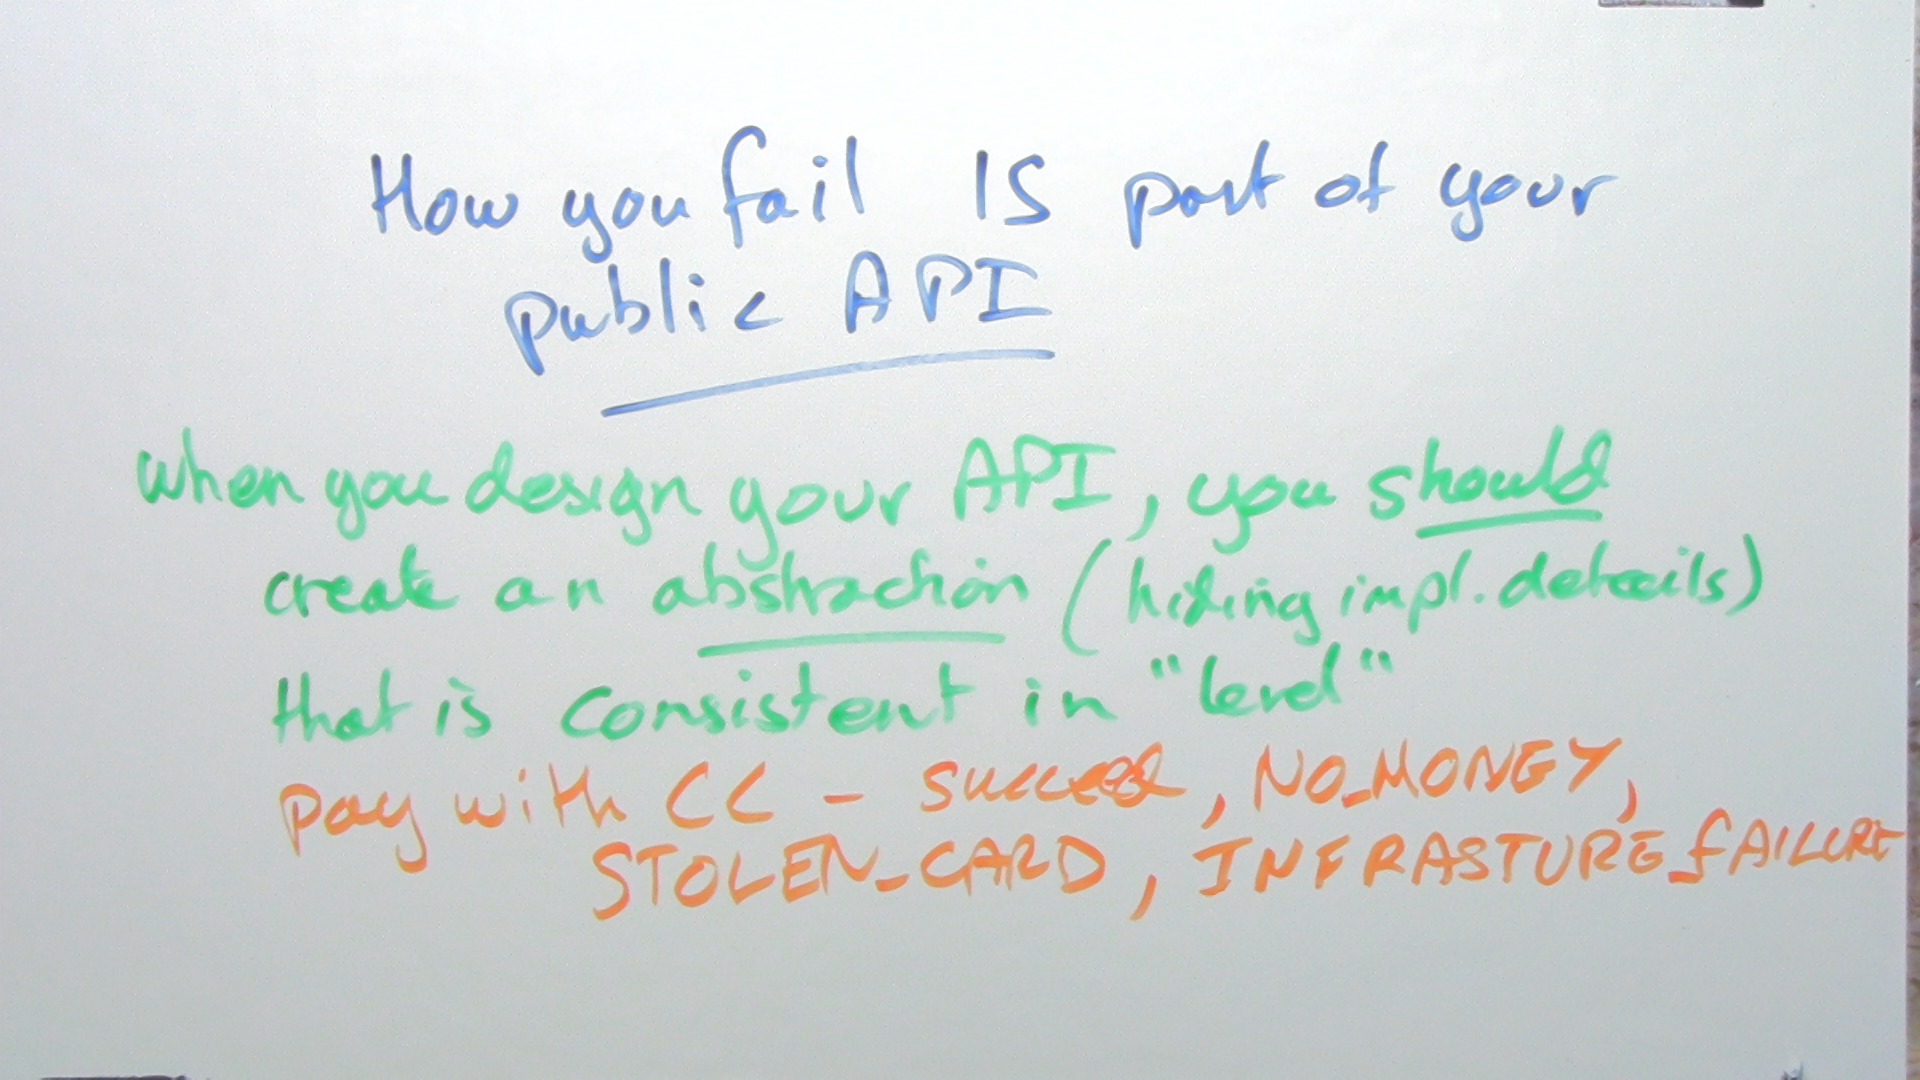 How you fail IS part of your
public API
when you design your API, you should
create an abstraction (hiding impl. details)
that is consistent in "level"
pay with CC - succeed, NO_MONEY,
STOLEN_CARD, INFRASTURE_FAILURE